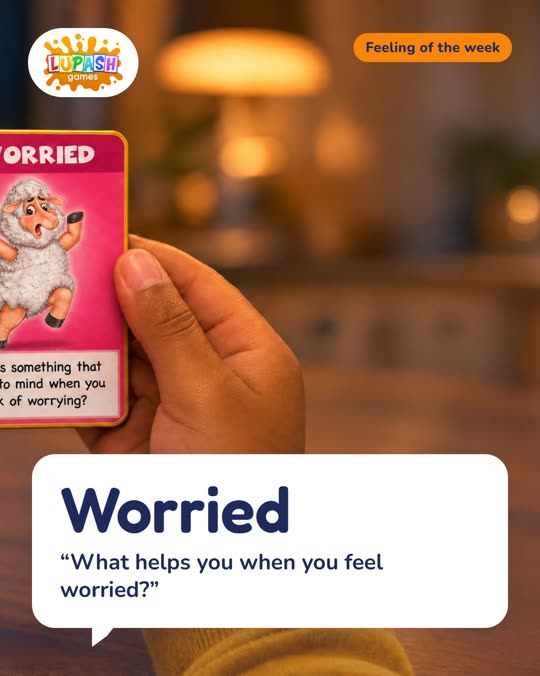 LUPASH
games
Feeling of the week
WORRIED
s something that
to mind when you
k of worrying?
Worried
“What helps you when you feel
worried?”